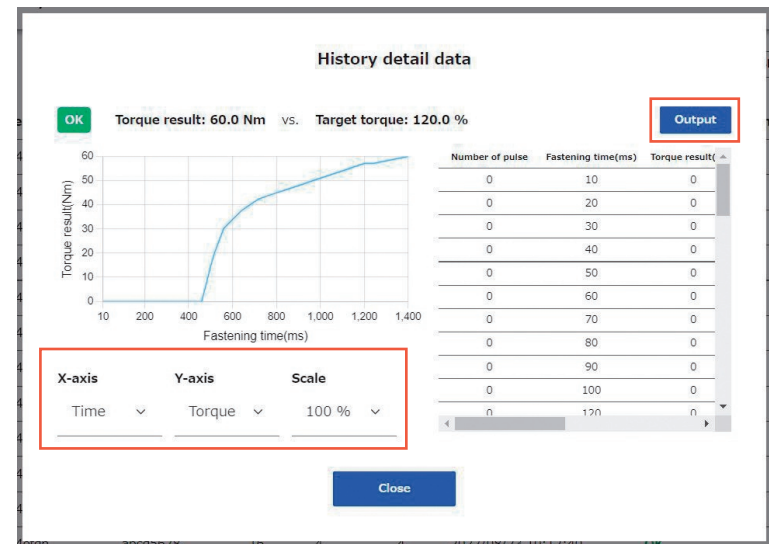 History detail data
OK Torque result: 60.0 Nm vs. Target torque: 120.0 % Output
Torque result(Nm)
60
50
40
30
20
10
0
10 200 400 600 800 1,000 1,200 1,400
Fastening time(ms)
Number of pulse Fastening time(ms) Torque result(
0 10 0
0 20 0
0 30 0
0 40 0
0 50 0
0 60 0
0 70 0
0 80 0
0 90 0
0 100 0
0 120 0
X-axis Y-axis Scale
Time Torque 100 %
Close